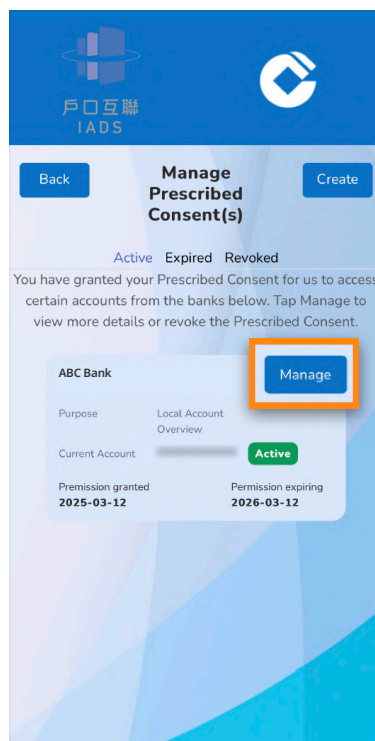 戶口互聯
IADS
Back
Manage
Prescribed
Consent(s)
Create
Active Expired Revoked
You have granted your Prescribed Consent for us to access
certain accounts from the banks below. Tap Manage to
view more details or revoke the Prescribed Consent.
ABC Bank
Manage
Purpose Local Account
Overview
Current Account Active
Premission granted Permission expiring
2025-03-12 2026-03-12